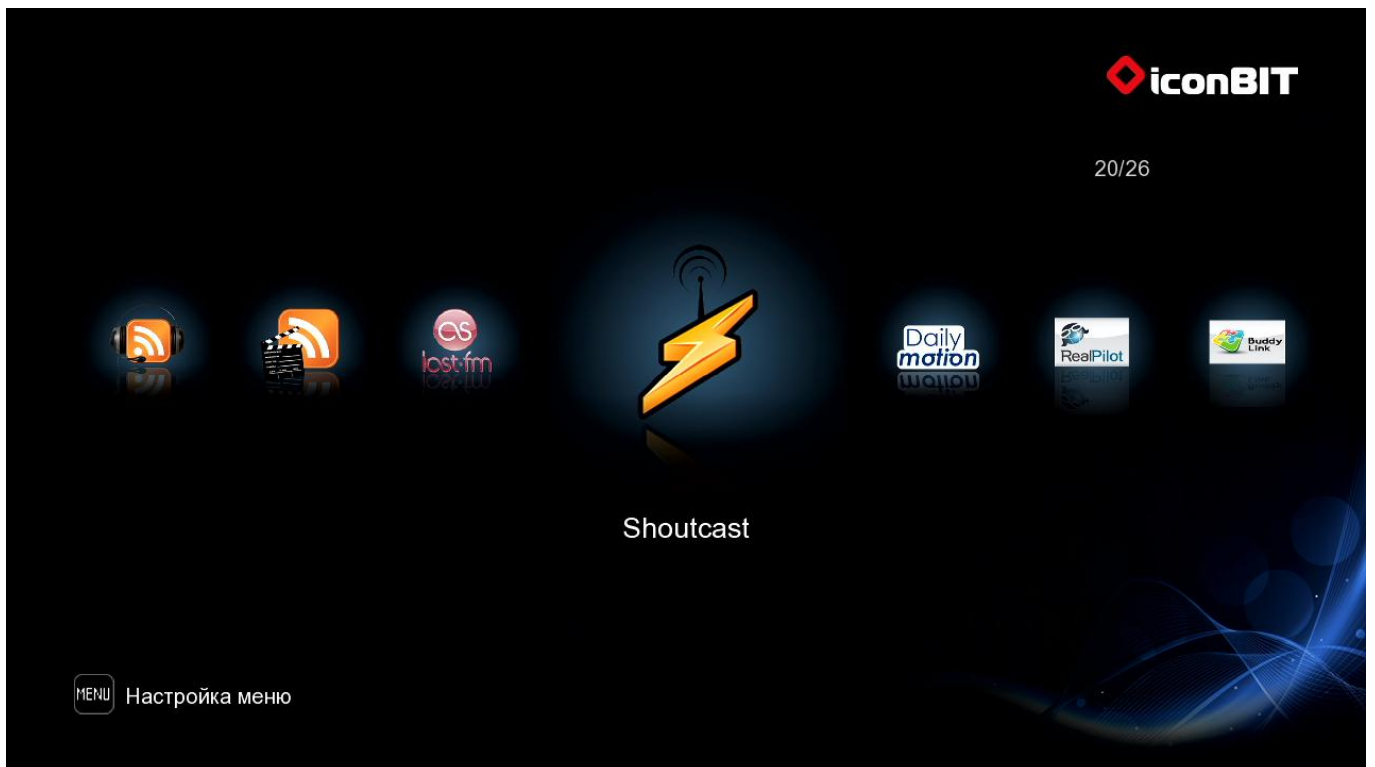 iconBIT
20/26
last·fm
Daily
motion
RealPilot
Buddy
Link
Shoutcast
MENU Настройка меню